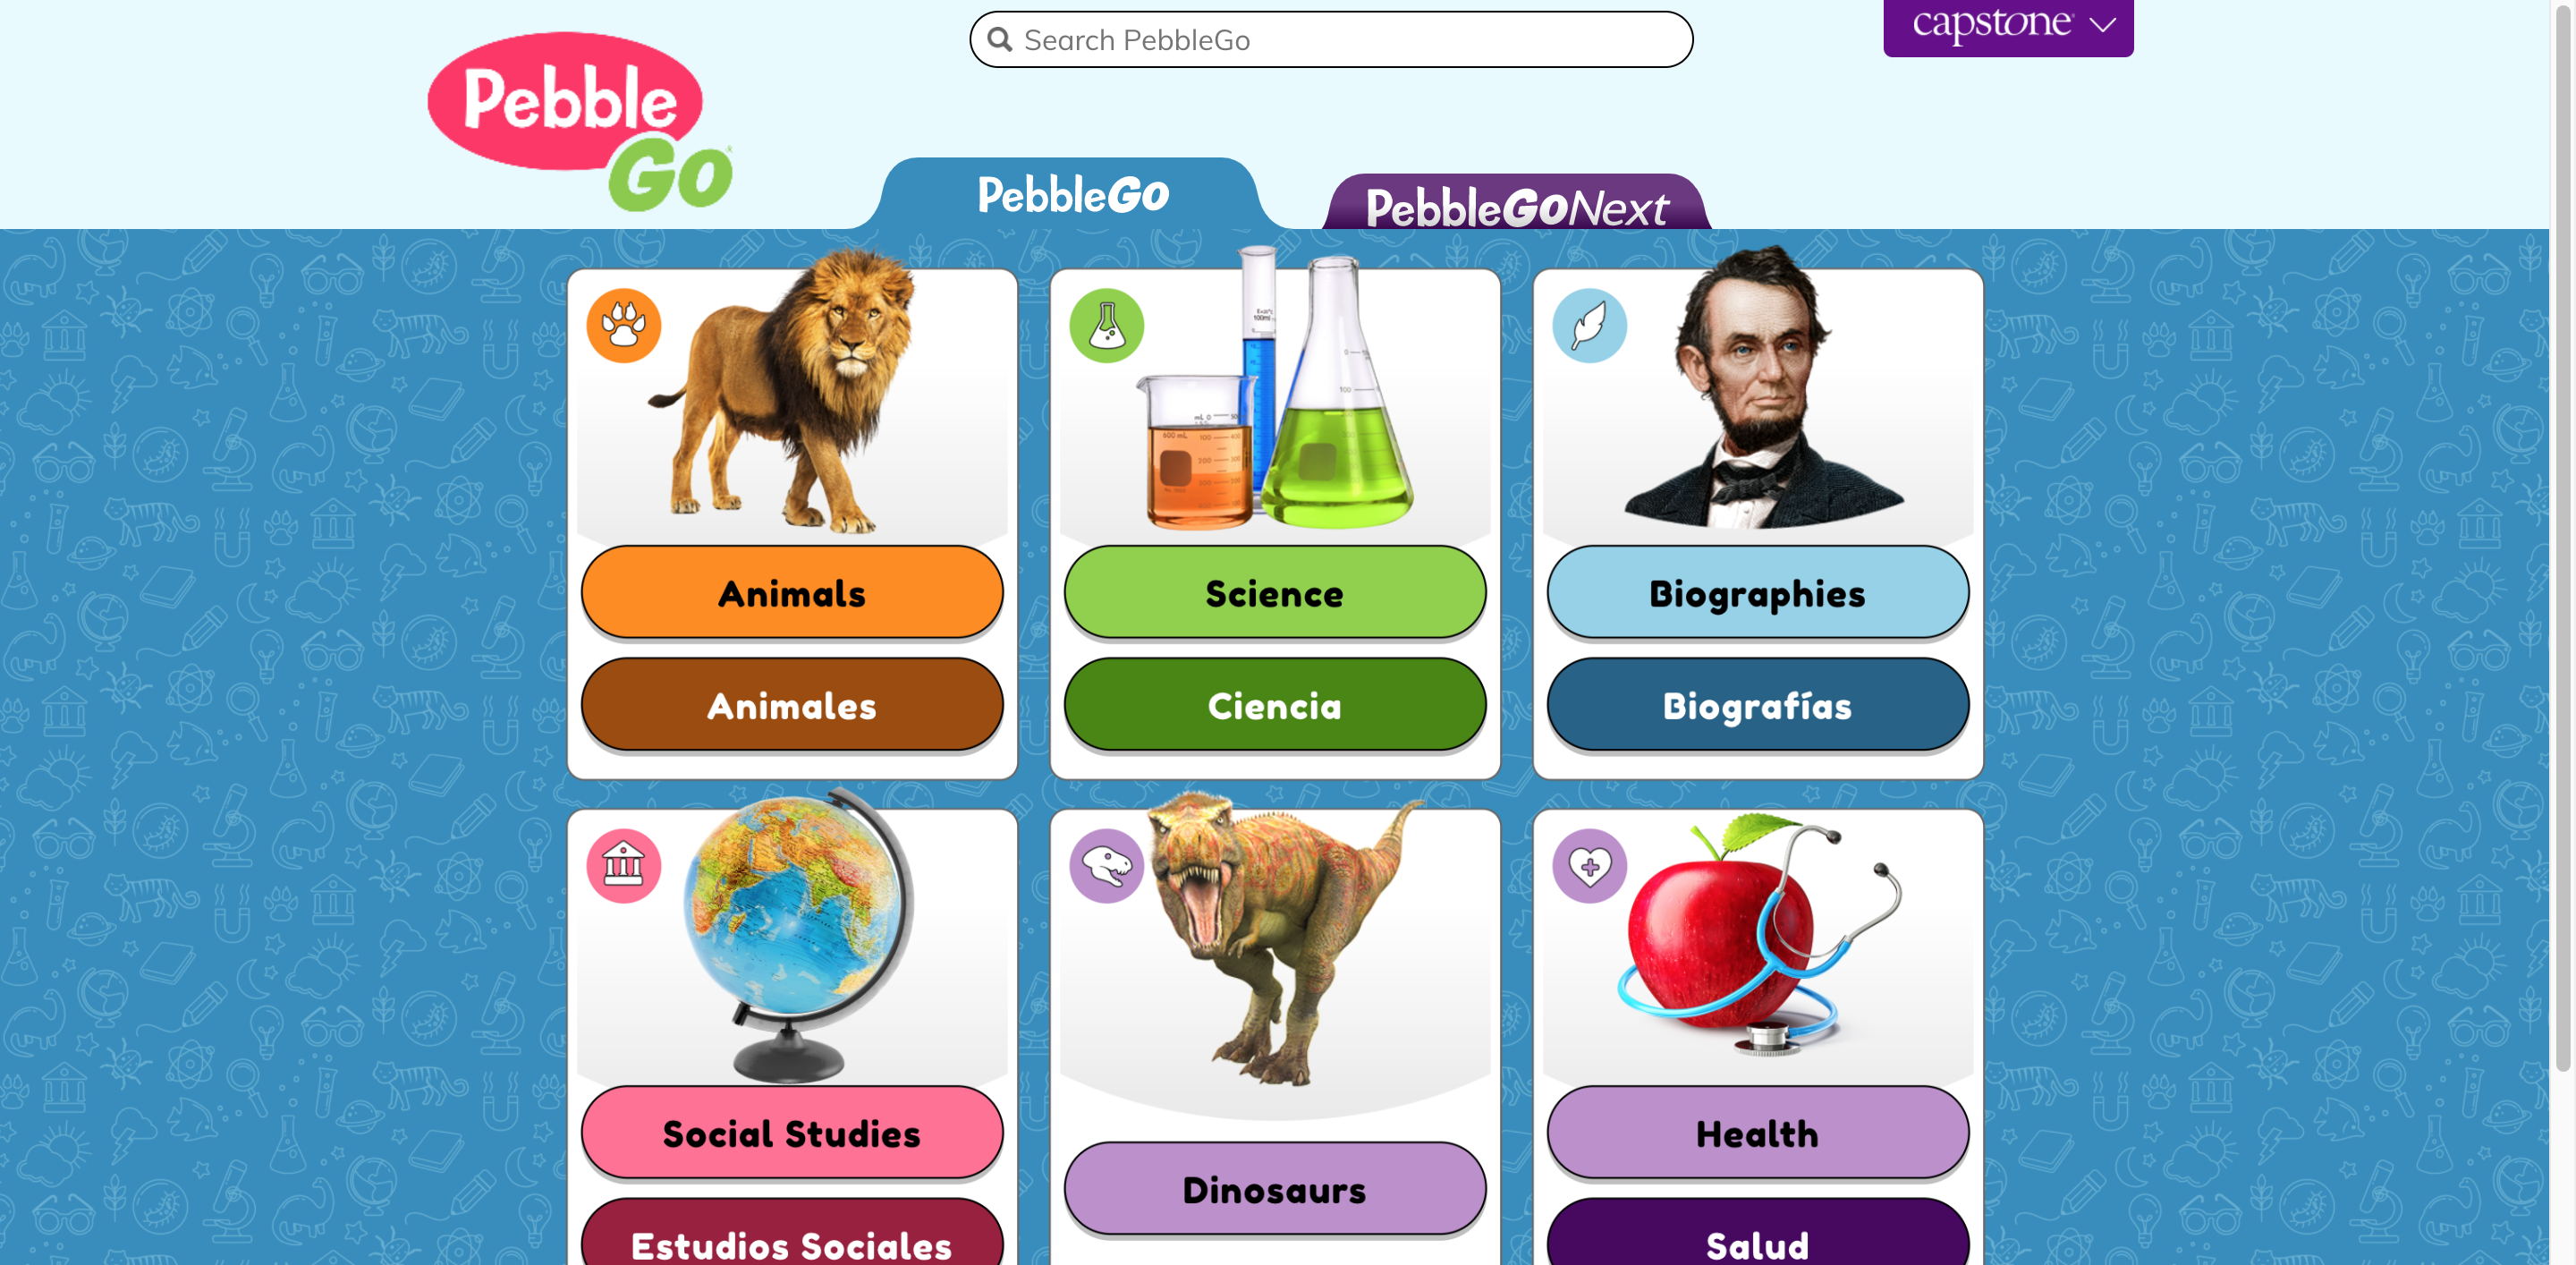 Search PebbleGo
capstone
Pebble
Go
PebbleGo
PebbleGoNext
Animals
Animales
Science
Ciencia
Biographies
Biografías
Social Studies
Estudios Sociales
Dinosaurs
Health
Salud